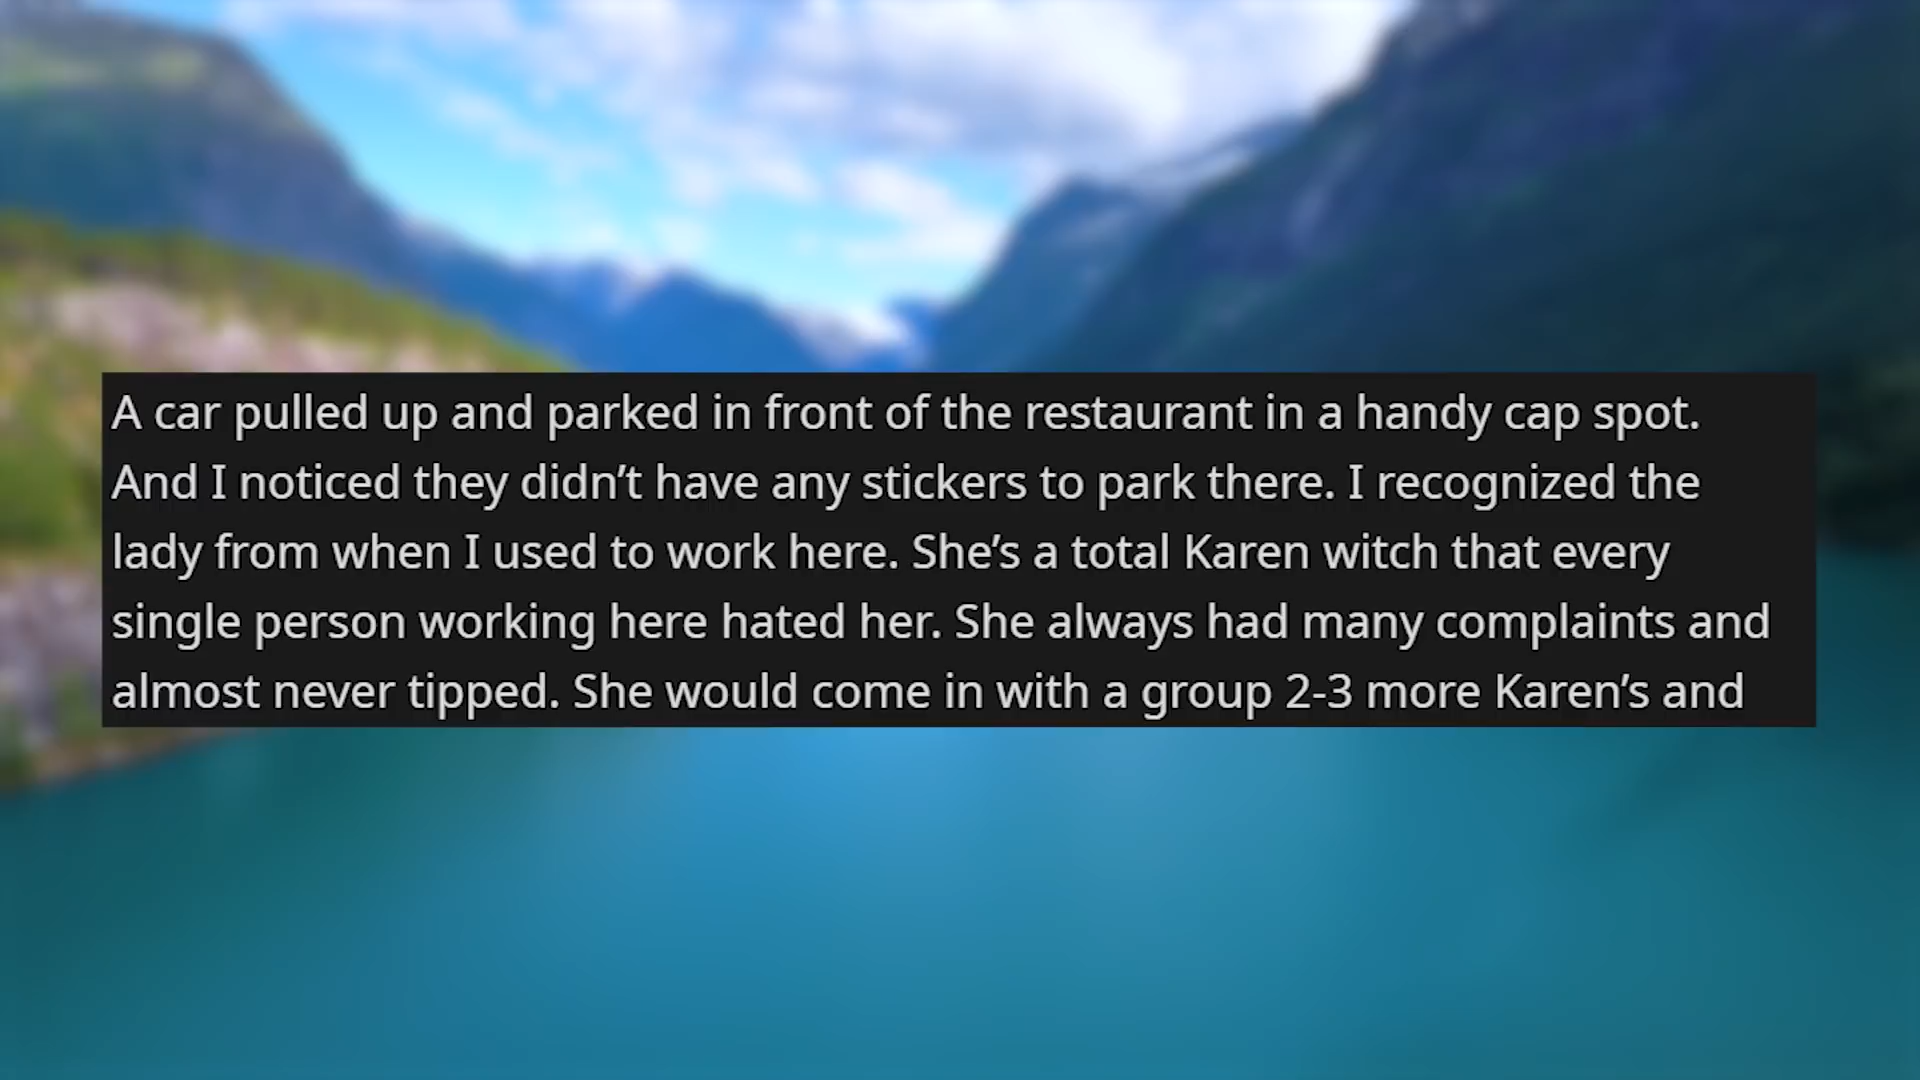 A car pulled up and parked in front of the restaurant in a handy cap spot.
And I noticed they didn’t have any stickers to park there. I recognized the
lady from when I used to work here. She’s a total Karen witch that every
single person working here hated her. She always had many complaints and
almost never tipped. She would come in with a group 2-3 more Karen’s and